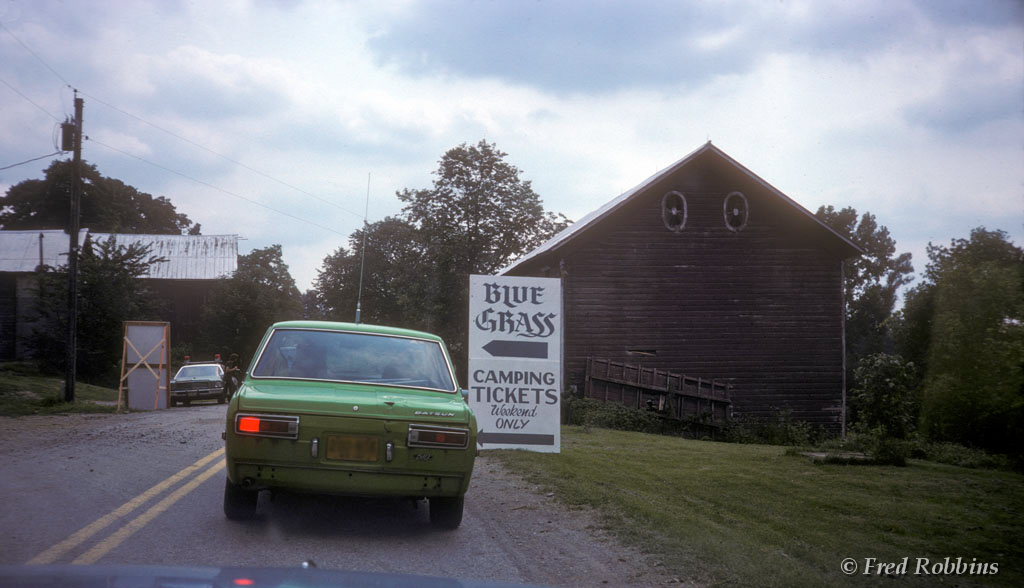 BLUE
GRASS
CAMPING
TICKETS
Weekend
ONLY
DATSUN
© Fred Robbins